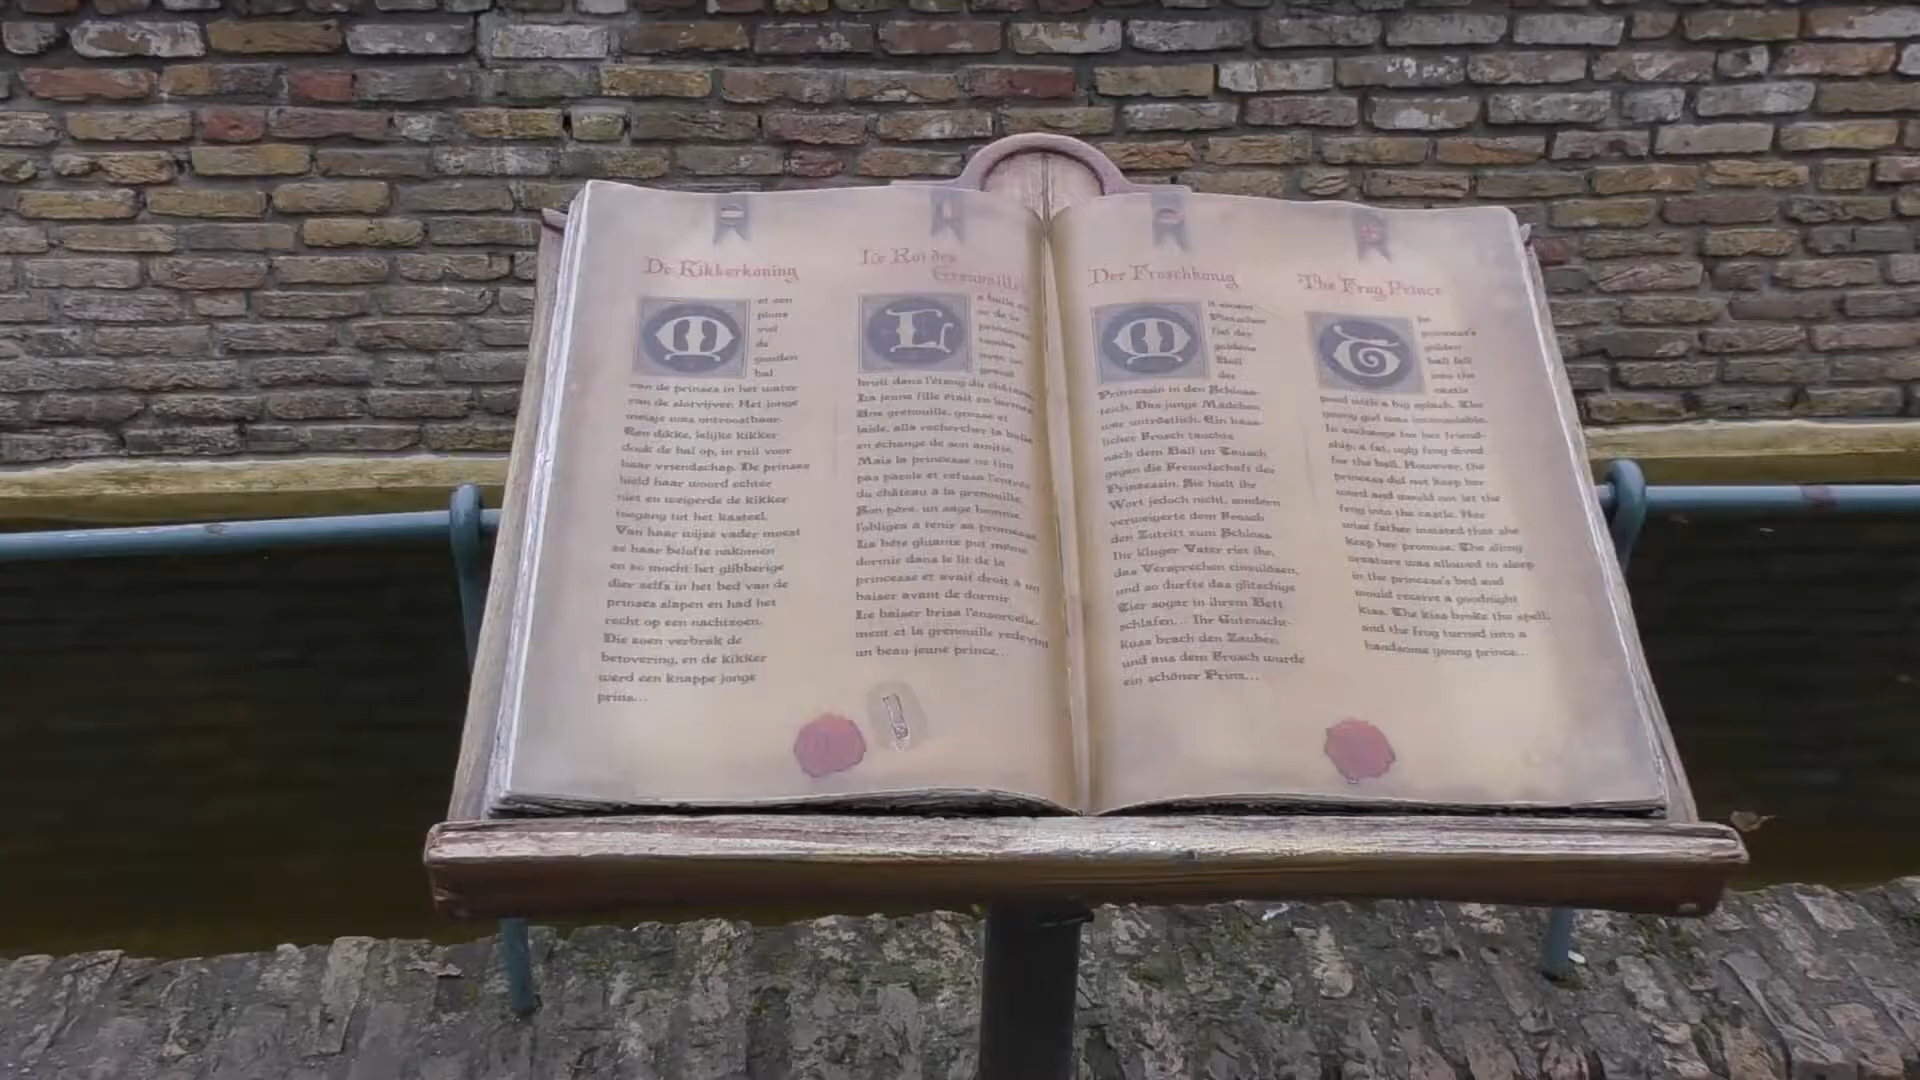 De Kikkerkoning
M
et een
plons
viel
de
gouden
bal
van de prinses in het water
van de slotvijver. Het jonge
meisje was ontroostbaar.
Een dikke, lelijke kikker
dook de bal op, in ruil voor
haar vriendschap. De prinses
hield haar woord echter
niet en weigerde de kikker
toegang tot het kasteel.
Van haar wijze vader moest
ze haar belofte nakomen
en zo mocht het glibberige
dier zelfs in het bed van de
prinses slapen en had het
recht op een nachtzoen.
Die zoen verbrak de
betovering, en de kikker
werd een knappe jonge
prins...
Le Roi des
Grenouilles
L
a balle en
or de la
princesse
tomba
avec un
grand
bruit dans l'étang du château.
La jeune fille était en larmes.
Une grenouille, grosse et
laide, alla rechercher la balle
en échange de son amitié.
Mais la princesse ne tint
pas parole et refusa l'entrée
du château à la grenouille.
Son père, un sage homme,
l'obligea à tenir sa promesse.
La bête gluante put même
dormir dans le lit de la
princesse et avait droit à un
baiser avant de dormir.
Le baiser brisa l'ensorcelle-
ment et la grenouille redevint
un beau jeune prince...
Der Froschkönig
M
it einem
Platschen
fiel der
goldene
Ball
der
Prinzessin in den Schloss-
teich. Das junge Mädchen
war untröstlich. Ein häss-
licher Frosch tauchte
nach dem Ball im Tausch
gegen die Freundschaft der
Prinzessin. Sie hielt ihr
Wort jedoch nicht, sondern
verweigerte dem Frosch
den Zutritt zum Schloss.
Ihr kluger Vater riet ihr,
das Versprechen einzulösen,
und so durfte das glitschige
Tier sogar in ihrem Bett
schlafen... Ihr Gutenacht-
kuss brach den Zauber,
und aus dem Frosch wurde
ein schöner Prinz...
The Frog Prince
T
he
princess's
golden
ball fell
into the
castle
pond with a big splash. The
young girl was inconsolable.
In exchange for her friend-
ship, a fat, ugly frog dived
for the ball. However, the
princess did not keep her
word and would not let the
frog into the castle. Her
wise father insisted that she
keep her promise. The slimy
creature was allowed to sleep
in the princess's bed and
would receive a goodnight
kiss. The kiss broke the spell,
and the frog turned into a
handsome young prince...